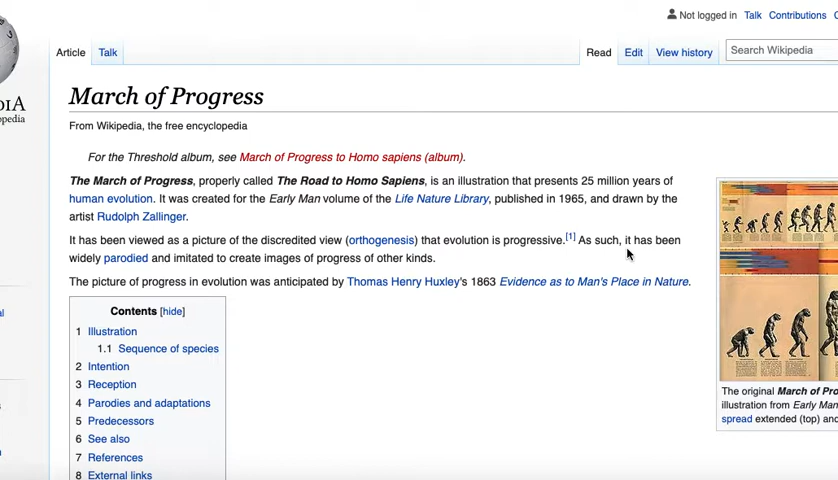 Not logged in Talk Contributions
Article Talk Read Edit View history Search Wikipedia
March of Progress
From Wikipedia, the free encyclopedia
For the Threshold album, see March of Progress to Homo sapiens (album).
The March of Progress, properly called The Road to Homo Sapiens, is an illustration that presents 25 million years of
human evolution. It was created for the Early Man volume of the Life Nature Library, published in 1965, and drawn by the
artist Rudolph Zallinger.
It has been viewed as a picture of the discredited view (orthogenesis) that evolution is progressive.[1] As such, it has been
widely parodied and imitated to create images of progress of other kinds.
The picture of progress in evolution was anticipated by Thomas Henry Huxley's 1863 Evidence as to Man's Place in Nature.
Contents [hide]
1 Illustration
1.1 Sequence of species
2 Intention
3 Reception
4 Parodies and adaptations
5 Predecessors
6 See also
7 References
8 External links
The original March of Pro
illustration from Early Man
spread extended (top) and